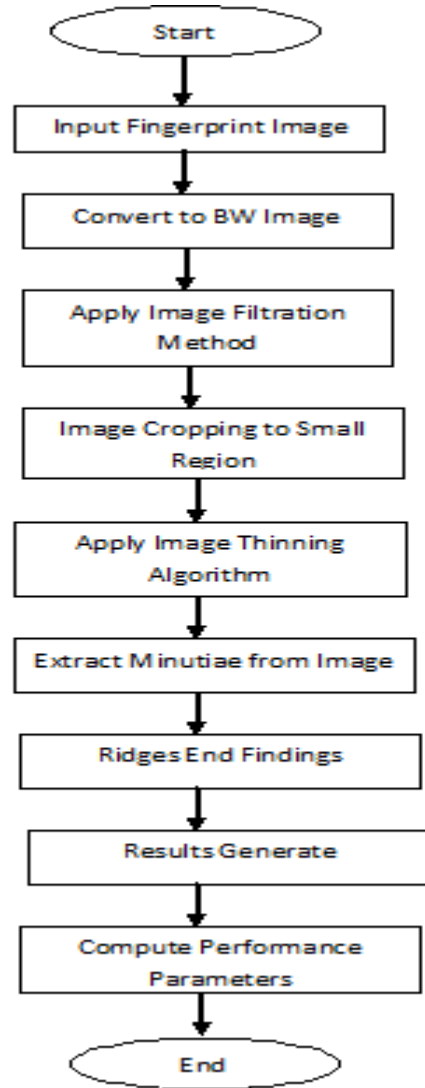 Start
Input Fingerprint Image
Convert to BW Image
Apply Image Filtration
Method
Image Cropping to Small
Region
Apply Image Thinning
Algorithm
Extract Minutiae from Image
Ridges End Findings
Results Generate
Compute Performance
Parameters
End